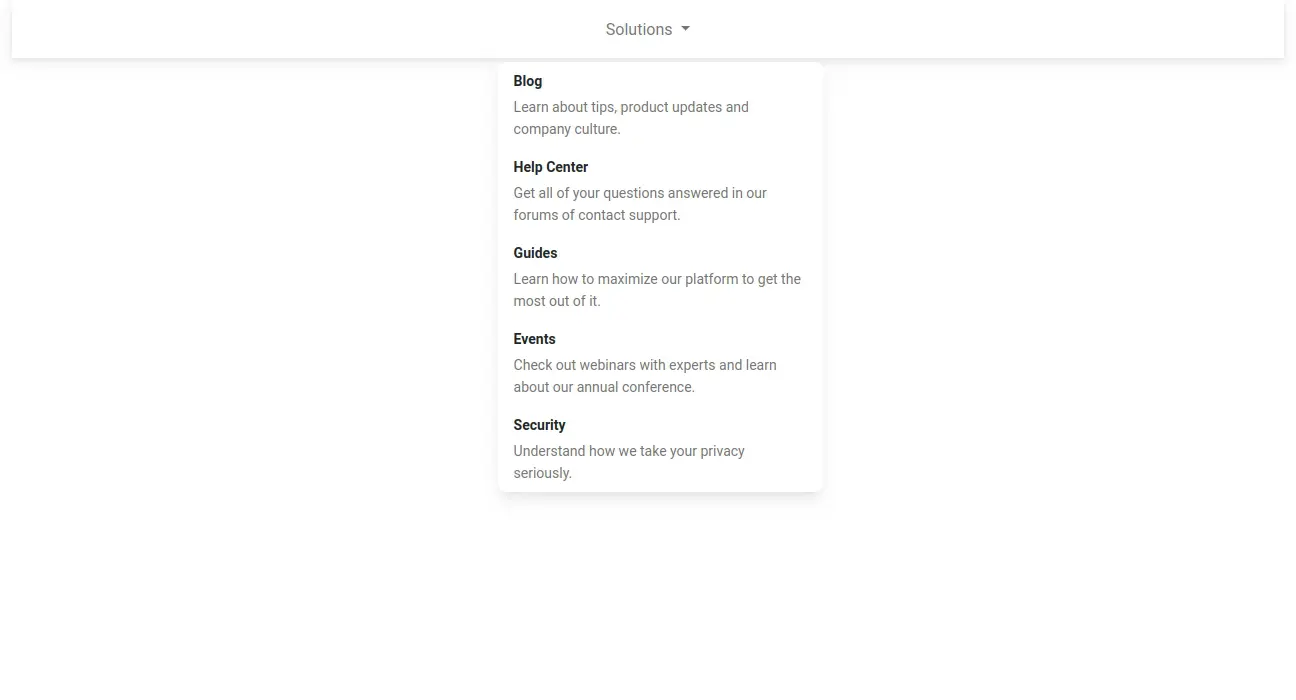 Solutions
Blog
Learn about tips, product updates and
company culture.
Help Center
Get all of your questions answered in our
forums of contact support.
Guides
Learn how to maximize our platform to get the
most out of it.
Events
Check out webinars with experts and learn
about our annual conference.
Security
Understand how we take your privacy
seriously.